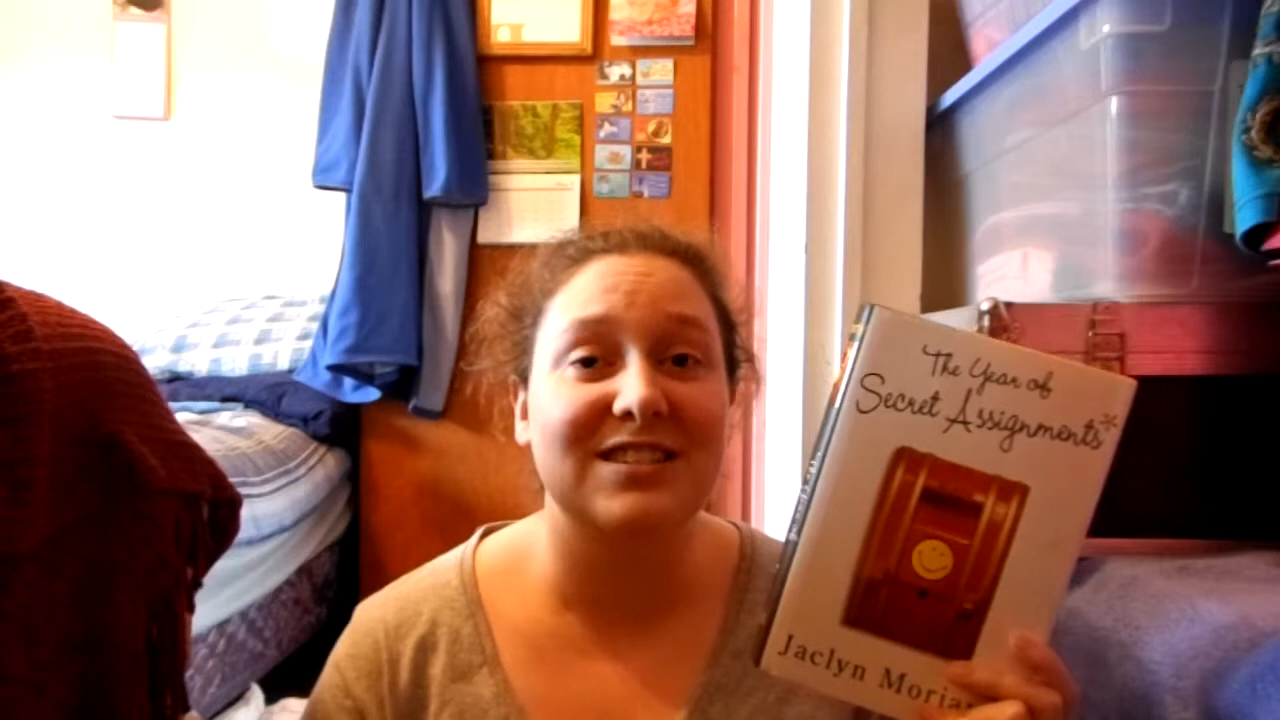 The Year of
Secret Assignments*
Jaclyn Moria